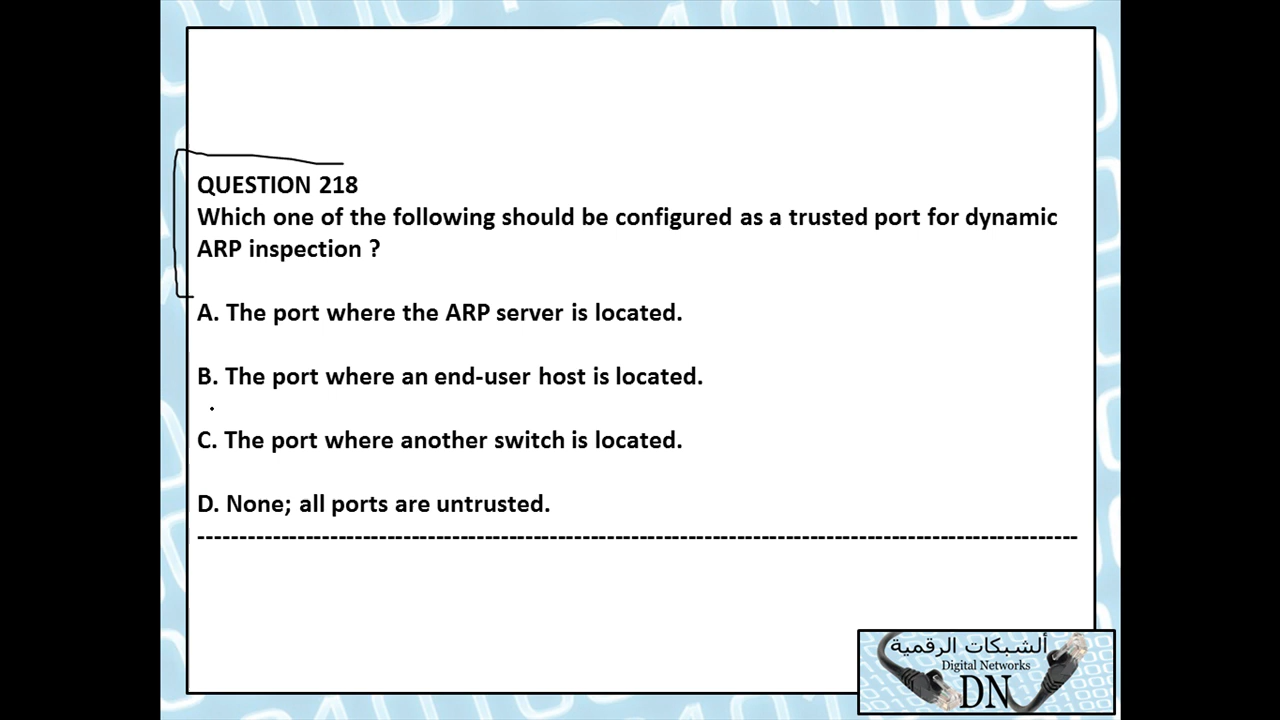 QUESTION 218
Which one of the following should be configured as a trusted port for dynamic
ARP inspection ?
A. The port where the ARP server is located.
B. The port where an end-user host is located.
C. The port where another switch is located.
D. None; all ports are untrusted.
ألشبكات الرقمية
Digital Networks
DN